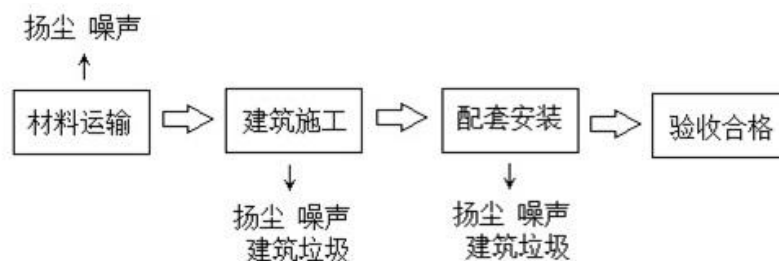 扬尘 噪声
材料运输
建筑施工
配套安装
验收合格
扬尘 噪声
建筑垃圾
扬尘 噪声
建筑垃圾